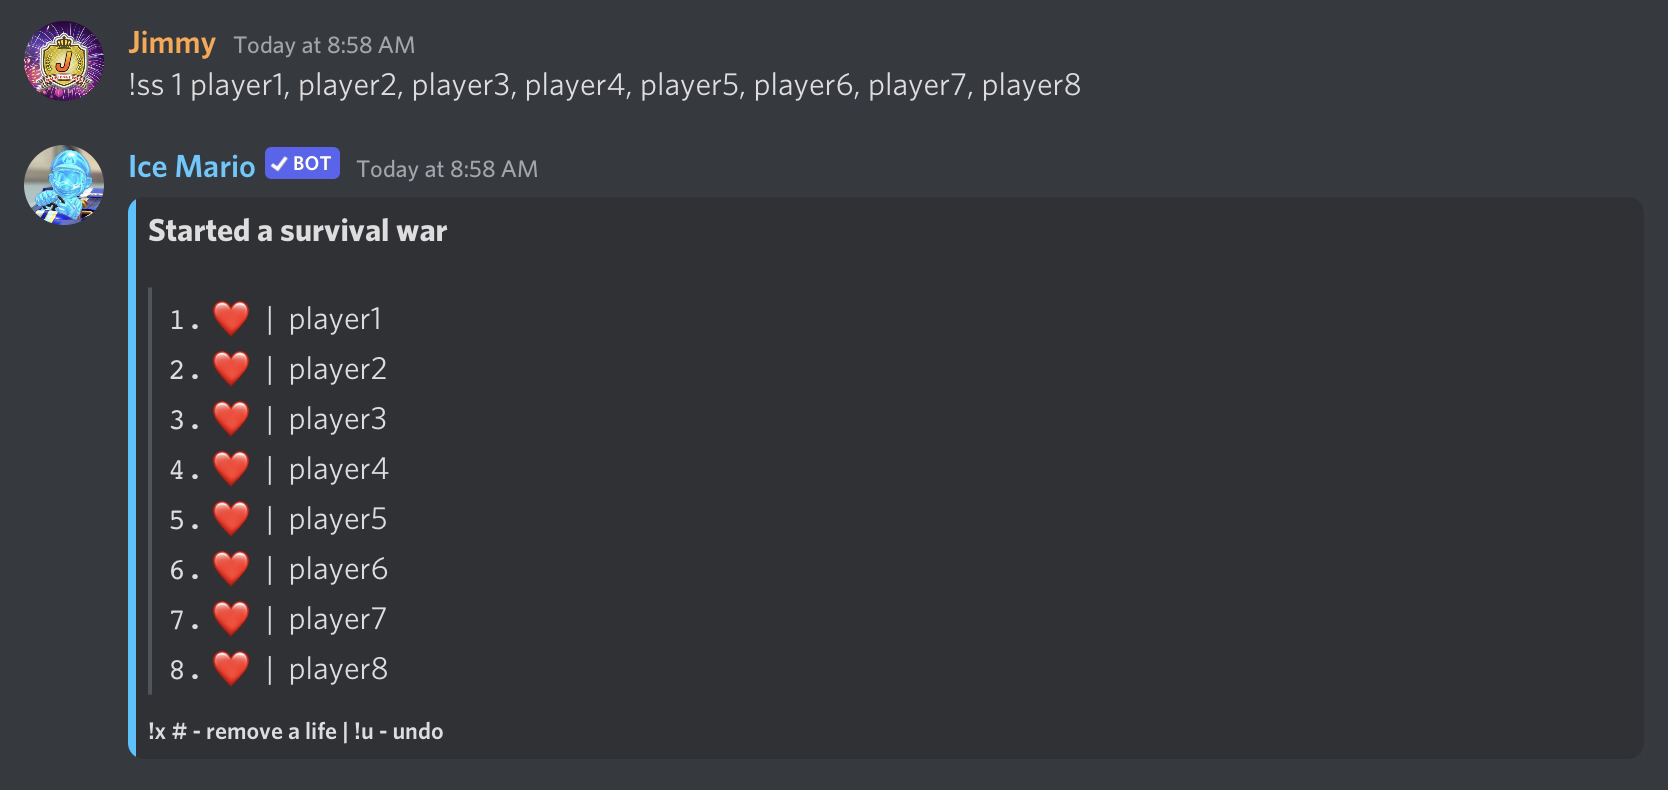 Jimmy Today at 8:58 AM
!ss 1 player1, player2, player3, player4, player5, player6, player7, player8
Ice Mario BOT Today at 8:58 AM
Started a survival war
1. ❤️ | player1
2. ❤️ | player2
3. ❤️ | player3
4. ❤️ | player4
5. ❤️ | player5
6. ❤️ | player6
7. ❤️ | player7
8. ❤️ | player8
!x # - remove a life | !u - undo